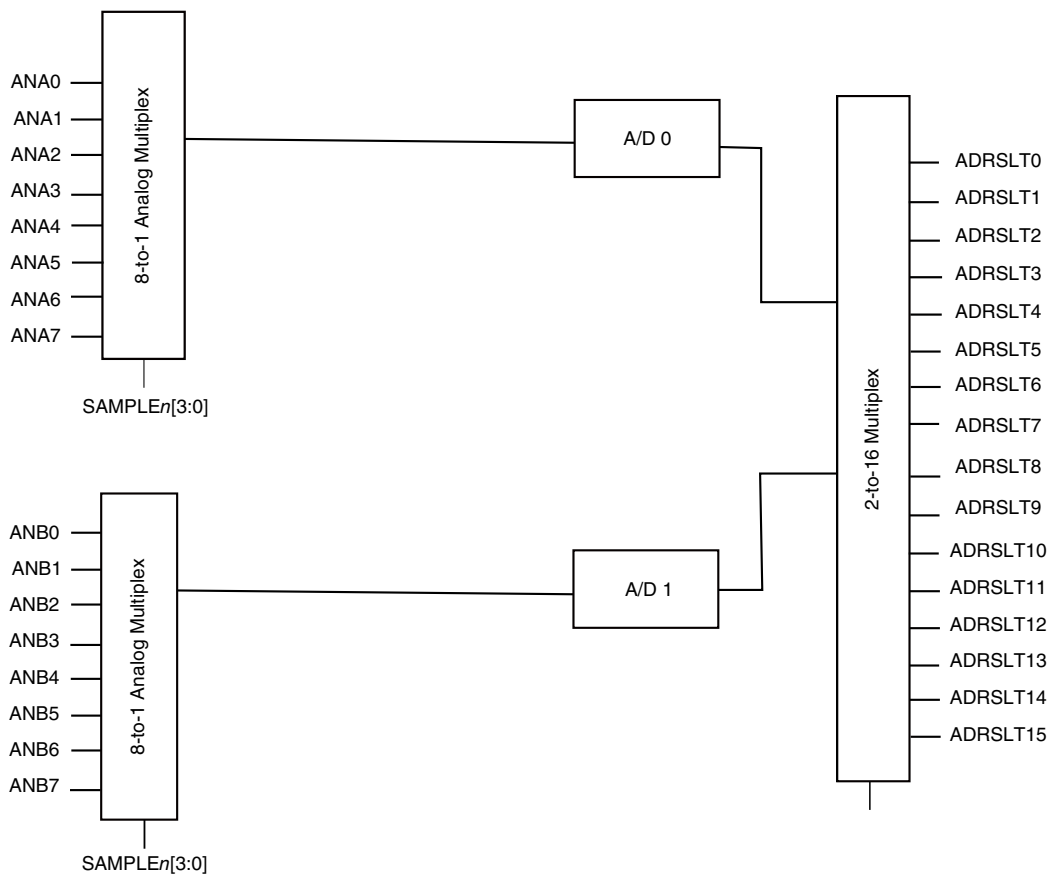 ANA0
ANA1
ANA2
ANA3
ANA4
ANA5
ANA6
ANA7
8-to-1 Analog Multiplex
SAMPLEn[3:0]
A/D 0
ANB0
ANB1
ANB2
ANB3
ANB4
ANB5
ANB6
ANB7
8-to-1 Analog Multiplex
SAMPLEn[3:0]
A/D 1
2-to-16 Multiplex
ADRSLT0
ADRSLT1
ADRSLT2
ADRSLT3
ADRSLT4
ADRSLT5
ADRSLT6
ADRSLT7
ADRSLT8
ADRSLT9
ADRSLT10
ADRSLT11
ADRSLT12
ADRSLT13
ADRSLT14
ADRSLT15